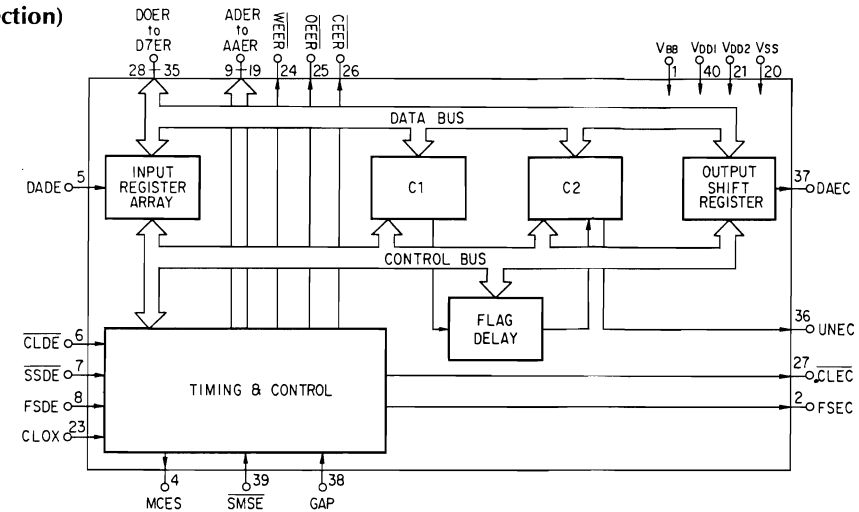 ction)
DOER to D7ER
28 35
ADER to AAER
9 19
WEER
24
OEER
25
CEER
26
VBB
1
VDD1
40
VDD2
21
VSS
20
DATA BUS
DADE 5
INPUT REGISTER ARRAY
C1
C2
OUTPUT SHIFT REGISTER
37 DAEC
CONTROL BUS
FLAG DELAY
36 UNEC
CLDE 6
SSDE 7
FSDE 8
CLOX 23
TIMING & CONTROL
27 CLEC
2 FSEC
4
MCES
39
SMSE
38
GAP